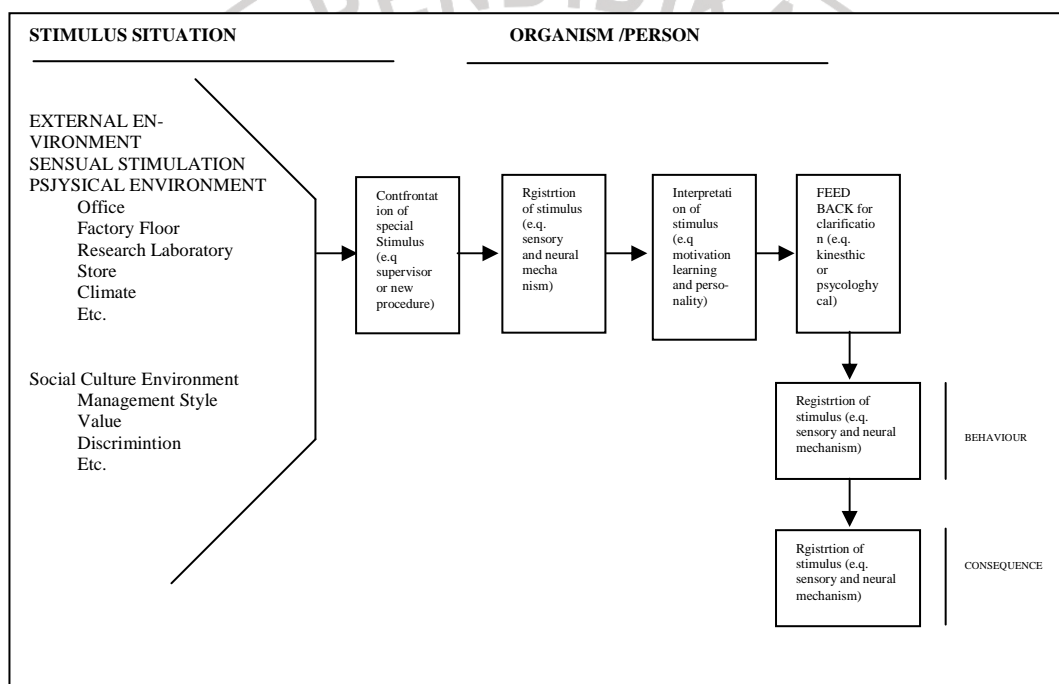 PENDIDIKA
STIMULUS SITUATION
ORGANISM /PERSON
EXTERNAL EN-
VIRONMENT
SENSUAL STIMULATION
PSJYSICAL ENVIRONMENT
Office
Factory Floor
Research Laboratory
Store
Climate
Etc.
Social Culture Environment
Management Style
Value
Discrimintion
Etc.
Contfrontat
ion of
special
Stimulus
(e.q
supervisor
or new
procedure)
Rgistrtion
of stimulus
(e.q.
sensory
and neural
mecha
nism)
Interpretati
on of
stimulus
(e.q
motivation
learning
and perso-
nality)
FEED
BACK for
clarificatio
n (e.q.
kinesthic
or
psycologhy
cal)
Registrtion of
stimulus (e.q.
sensory and neural
mechanism)
BEHAVIOUR
Rgistrtion of
stimulus (e.q.
sensory and neural
mechanism)
CONSEQUENCE